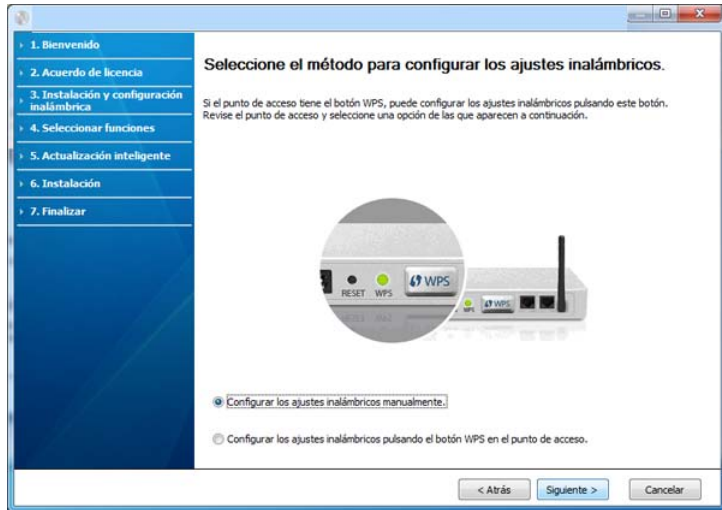 1. Bienvenido
2. Acuerdo de licencia
3. Instalación y configuración
inalámbrica
4. Seleccionar funciones
5. Actualización inteligente
6. Instalación
7. Finalizar
Seleccione el método para configurar los ajustes inalámbricos.
Si el punto de acceso tiene el botón WPS, puede configurar los ajustes inalámbricos pulsando este botón.
Revise el punto de acceso y seleccione una opción de las que aparecen a continuación.
RESET WPS WPS
WPS WPS
Configurar los ajustes inalámbricos manualmente.
Configurar los ajustes inalámbricos pulsando el botón WPS en el punto de acceso.
< Atrás Siguiente > Cancelar